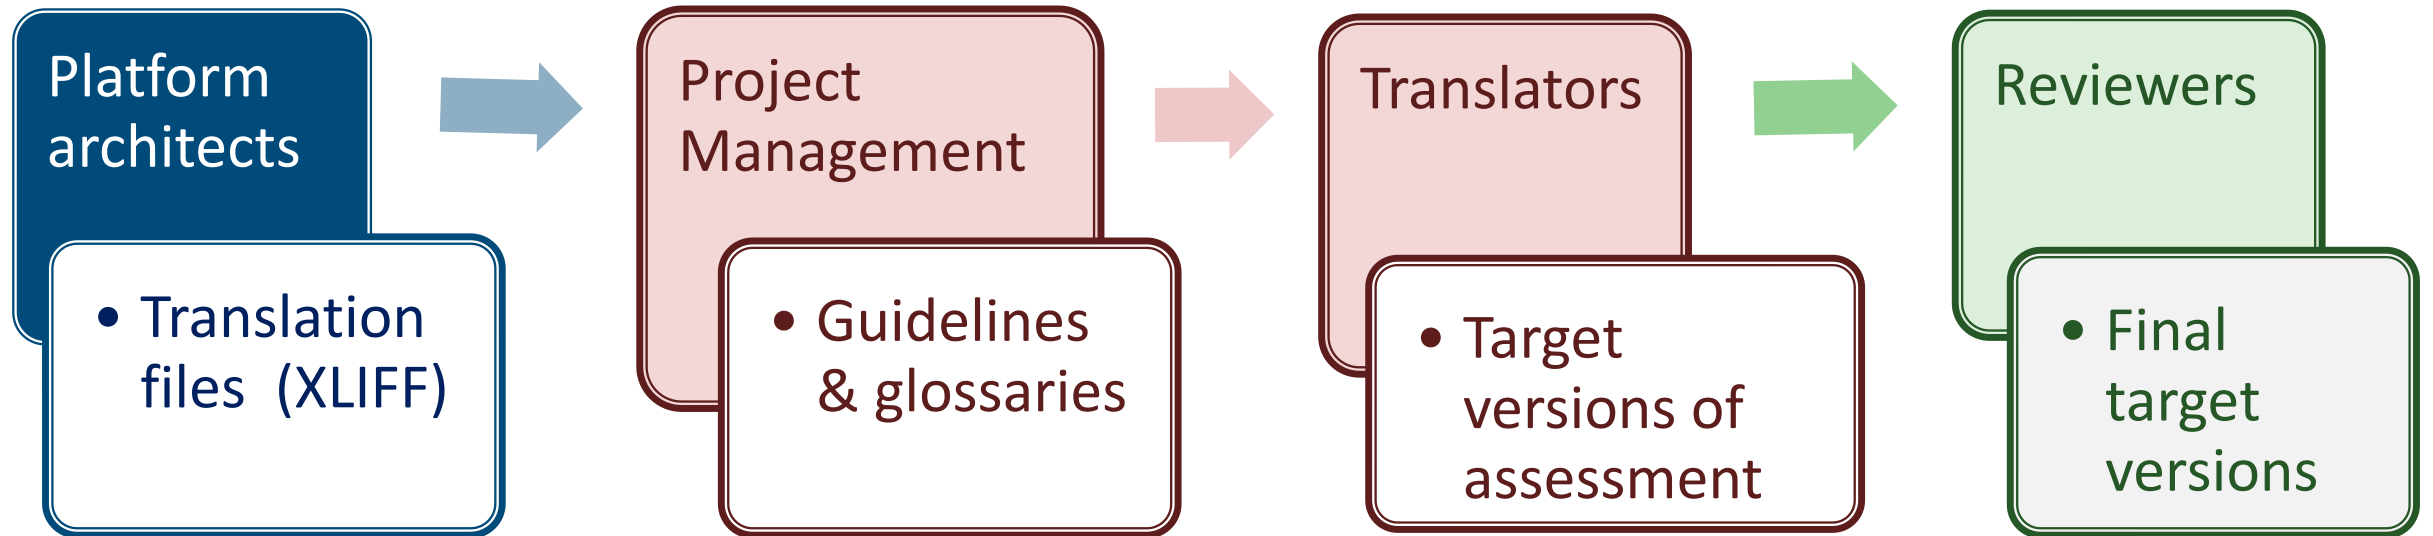 Platform
architects
• Translation
files (XLIFF)
Project
Management
• Guidelines
& glossaries
Translators
• Target
versions of
assessment
Reviewers
• Final
target
versions